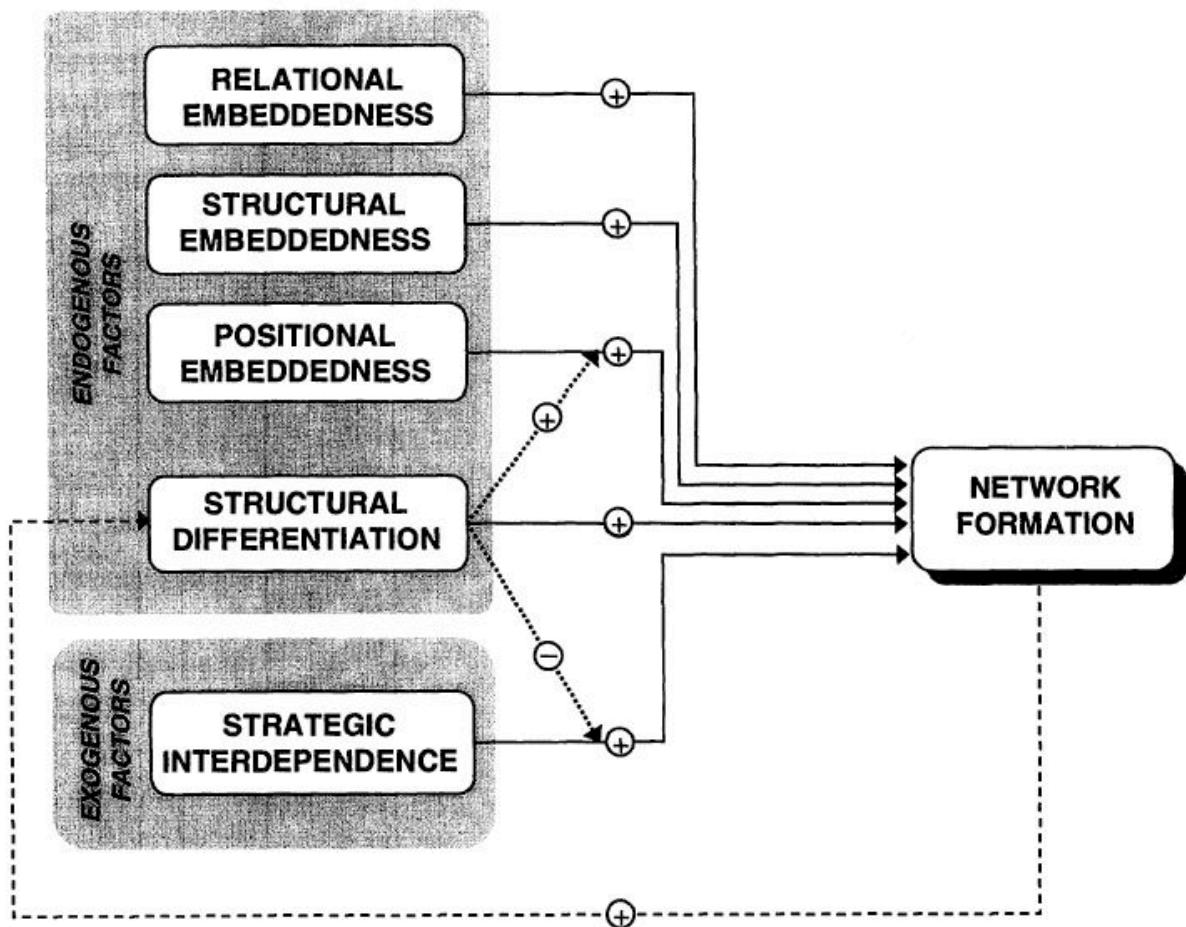 RELATIONAL
EMBEDDEDNESS
+
STRUCTURAL
EMBEDDEDNESS
+
ENDOGENOUS
FACTORS
POSITIONAL
EMBEDDEDNESS
+
+
STRUCTURAL
DIFFERENTIATION
+
NETWORK
FORMATION
−
EXOGENOUS
FACTORS
STRATEGIC
INTERDEPENDENCE
+
+